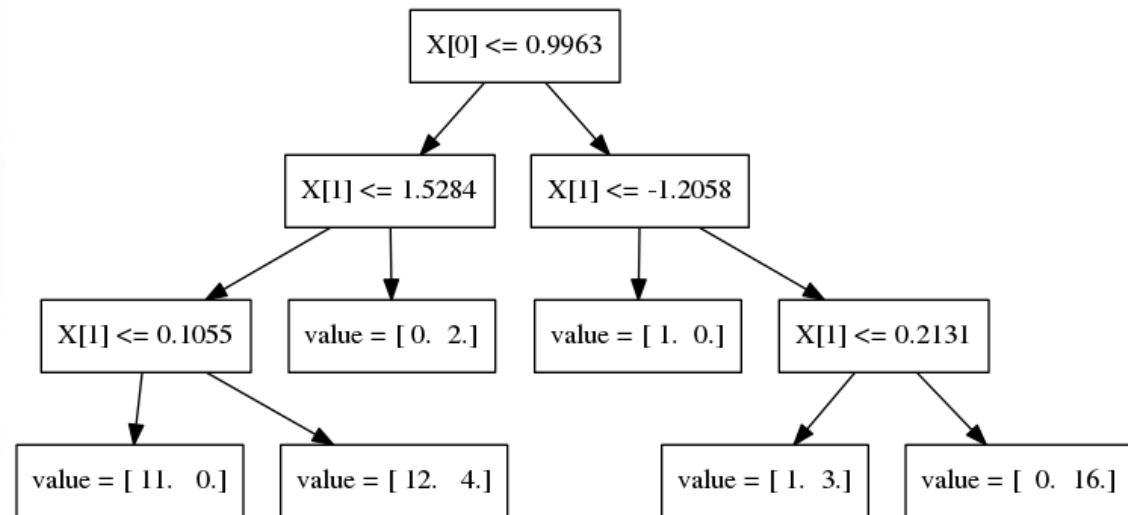 X[0] <= 0.9963
X[1] <= 1.5284
X[1] <= -1.2058
X[1] <= 0.1055
value = [ 0. 2.]
value = [ 1. 0.]
X[1] <= 0.2131
value = [ 11. 0.]
value = [ 12. 4.]
value = [ 1. 3.]
value = [ 0. 16.]